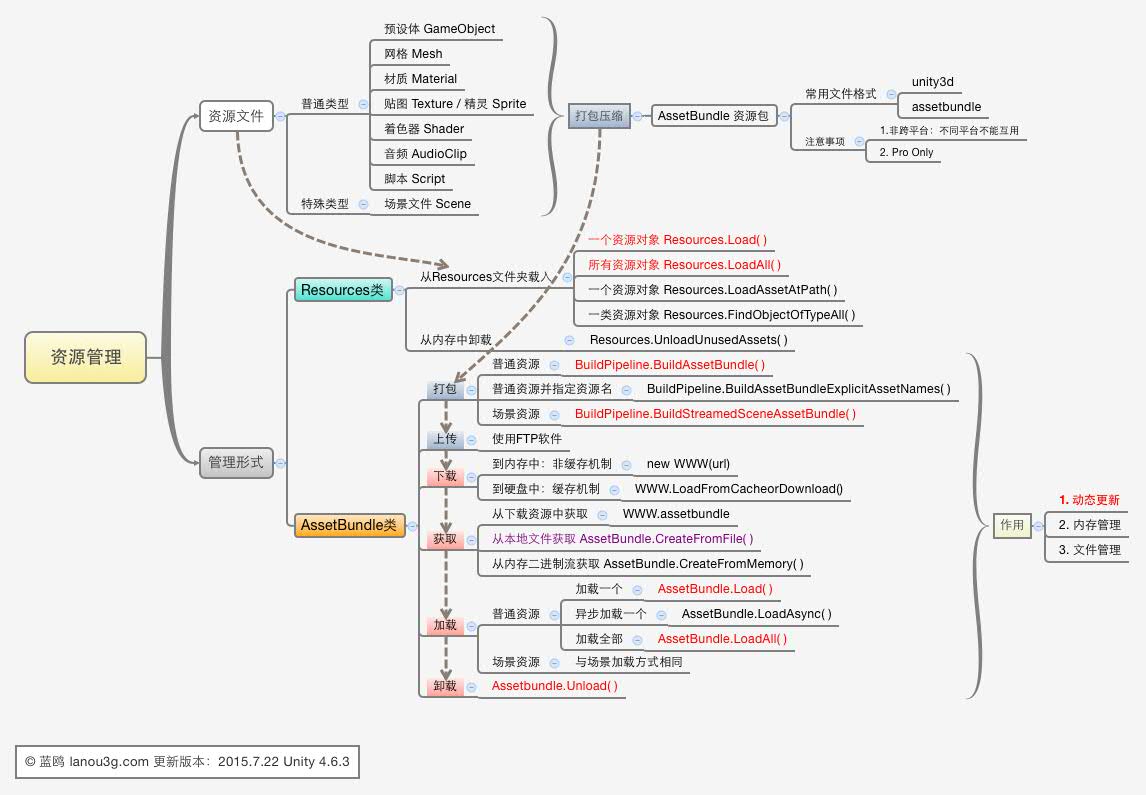 资源管理
资源文件
普通类型
预设体 GameObject
网格 Mesh
材质 Material
贴图 Texture / 精灵 Sprite
着色器 Shader
音频 AudioClip
脚本 Script
特殊类型
场景文件 Scene
打包压缩
AssetBundle 资源包
常用文件格式
unity3d
assetbundle
注意事项
1.非跨平台：不同平台不能互用
2. Pro Only
管理形式
Resources类
从Resources文件夹载入
一个资源对象 Resources.Load( )
所有资源对象 Resources.LoadAll( )
一个资源对象 Resources.LoadAssetAtPath( )
一类资源对象 Resources.FindObjectOfTypeAll( )
从内存中卸载
Resources.UnloadUnusedAssets( )
AssetBundle类
打包
普通资源
BuildPipeline.BuildAssetBundle( )
普通资源并指定资源名
BuildPipeline.BuildAssetBundleExplicitAssetNames( )
场景资源
BuildPipeline.BuildStreamedSceneAssetBundle( )
上传
使用FTP软件
下载
到内存中：非缓存机制
new WWW(url)
到硬盘中：缓存机制
WWW.LoadFromCacheorDownload()
获取
从下载资源中获取
WWW.assetbundle
从本地文件获取 AssetBundle.CreateFromFile( )
从内存二进制流获取 AssetBundle.CreateFromMemory( )
加载
普通资源
加载一个
AssetBundle.Load( )
异步加载一个
AssetBundle.LoadAsync( )
加载全部
AssetBundle.LoadAll( )
场景资源
与场景加载方式相同
卸载
Assetbundle.Unload( )
作用
1. 动态更新
2. 内存管理
3. 文件管理
© 蓝鸥 lanou3g.com 更新版本：2015.7.22 Unity 4.6.3